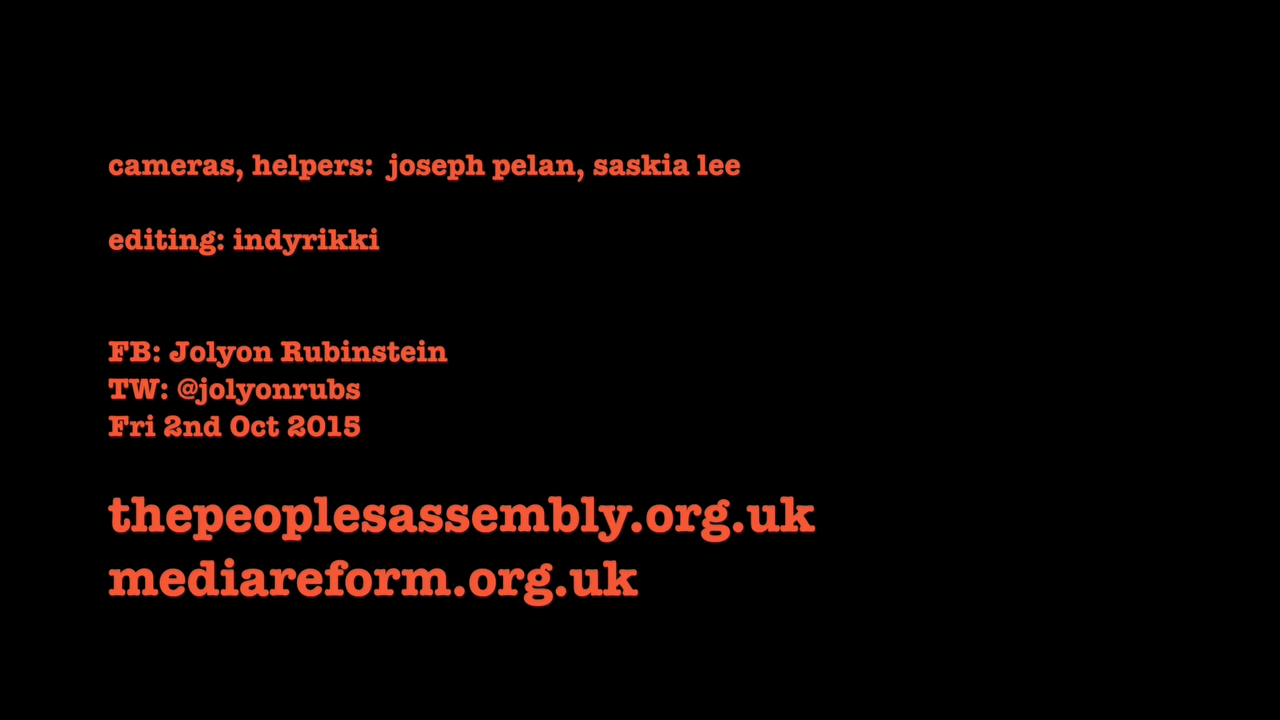 cameras, helpers: joseph pelan, saskia lee
editing: indyrikki
FB: Jolyon Rubinstein
TW: @jolyonrubs
Fri 2nd Oct 2015
thepeoplesassembly.org.uk
mediareform.org.uk